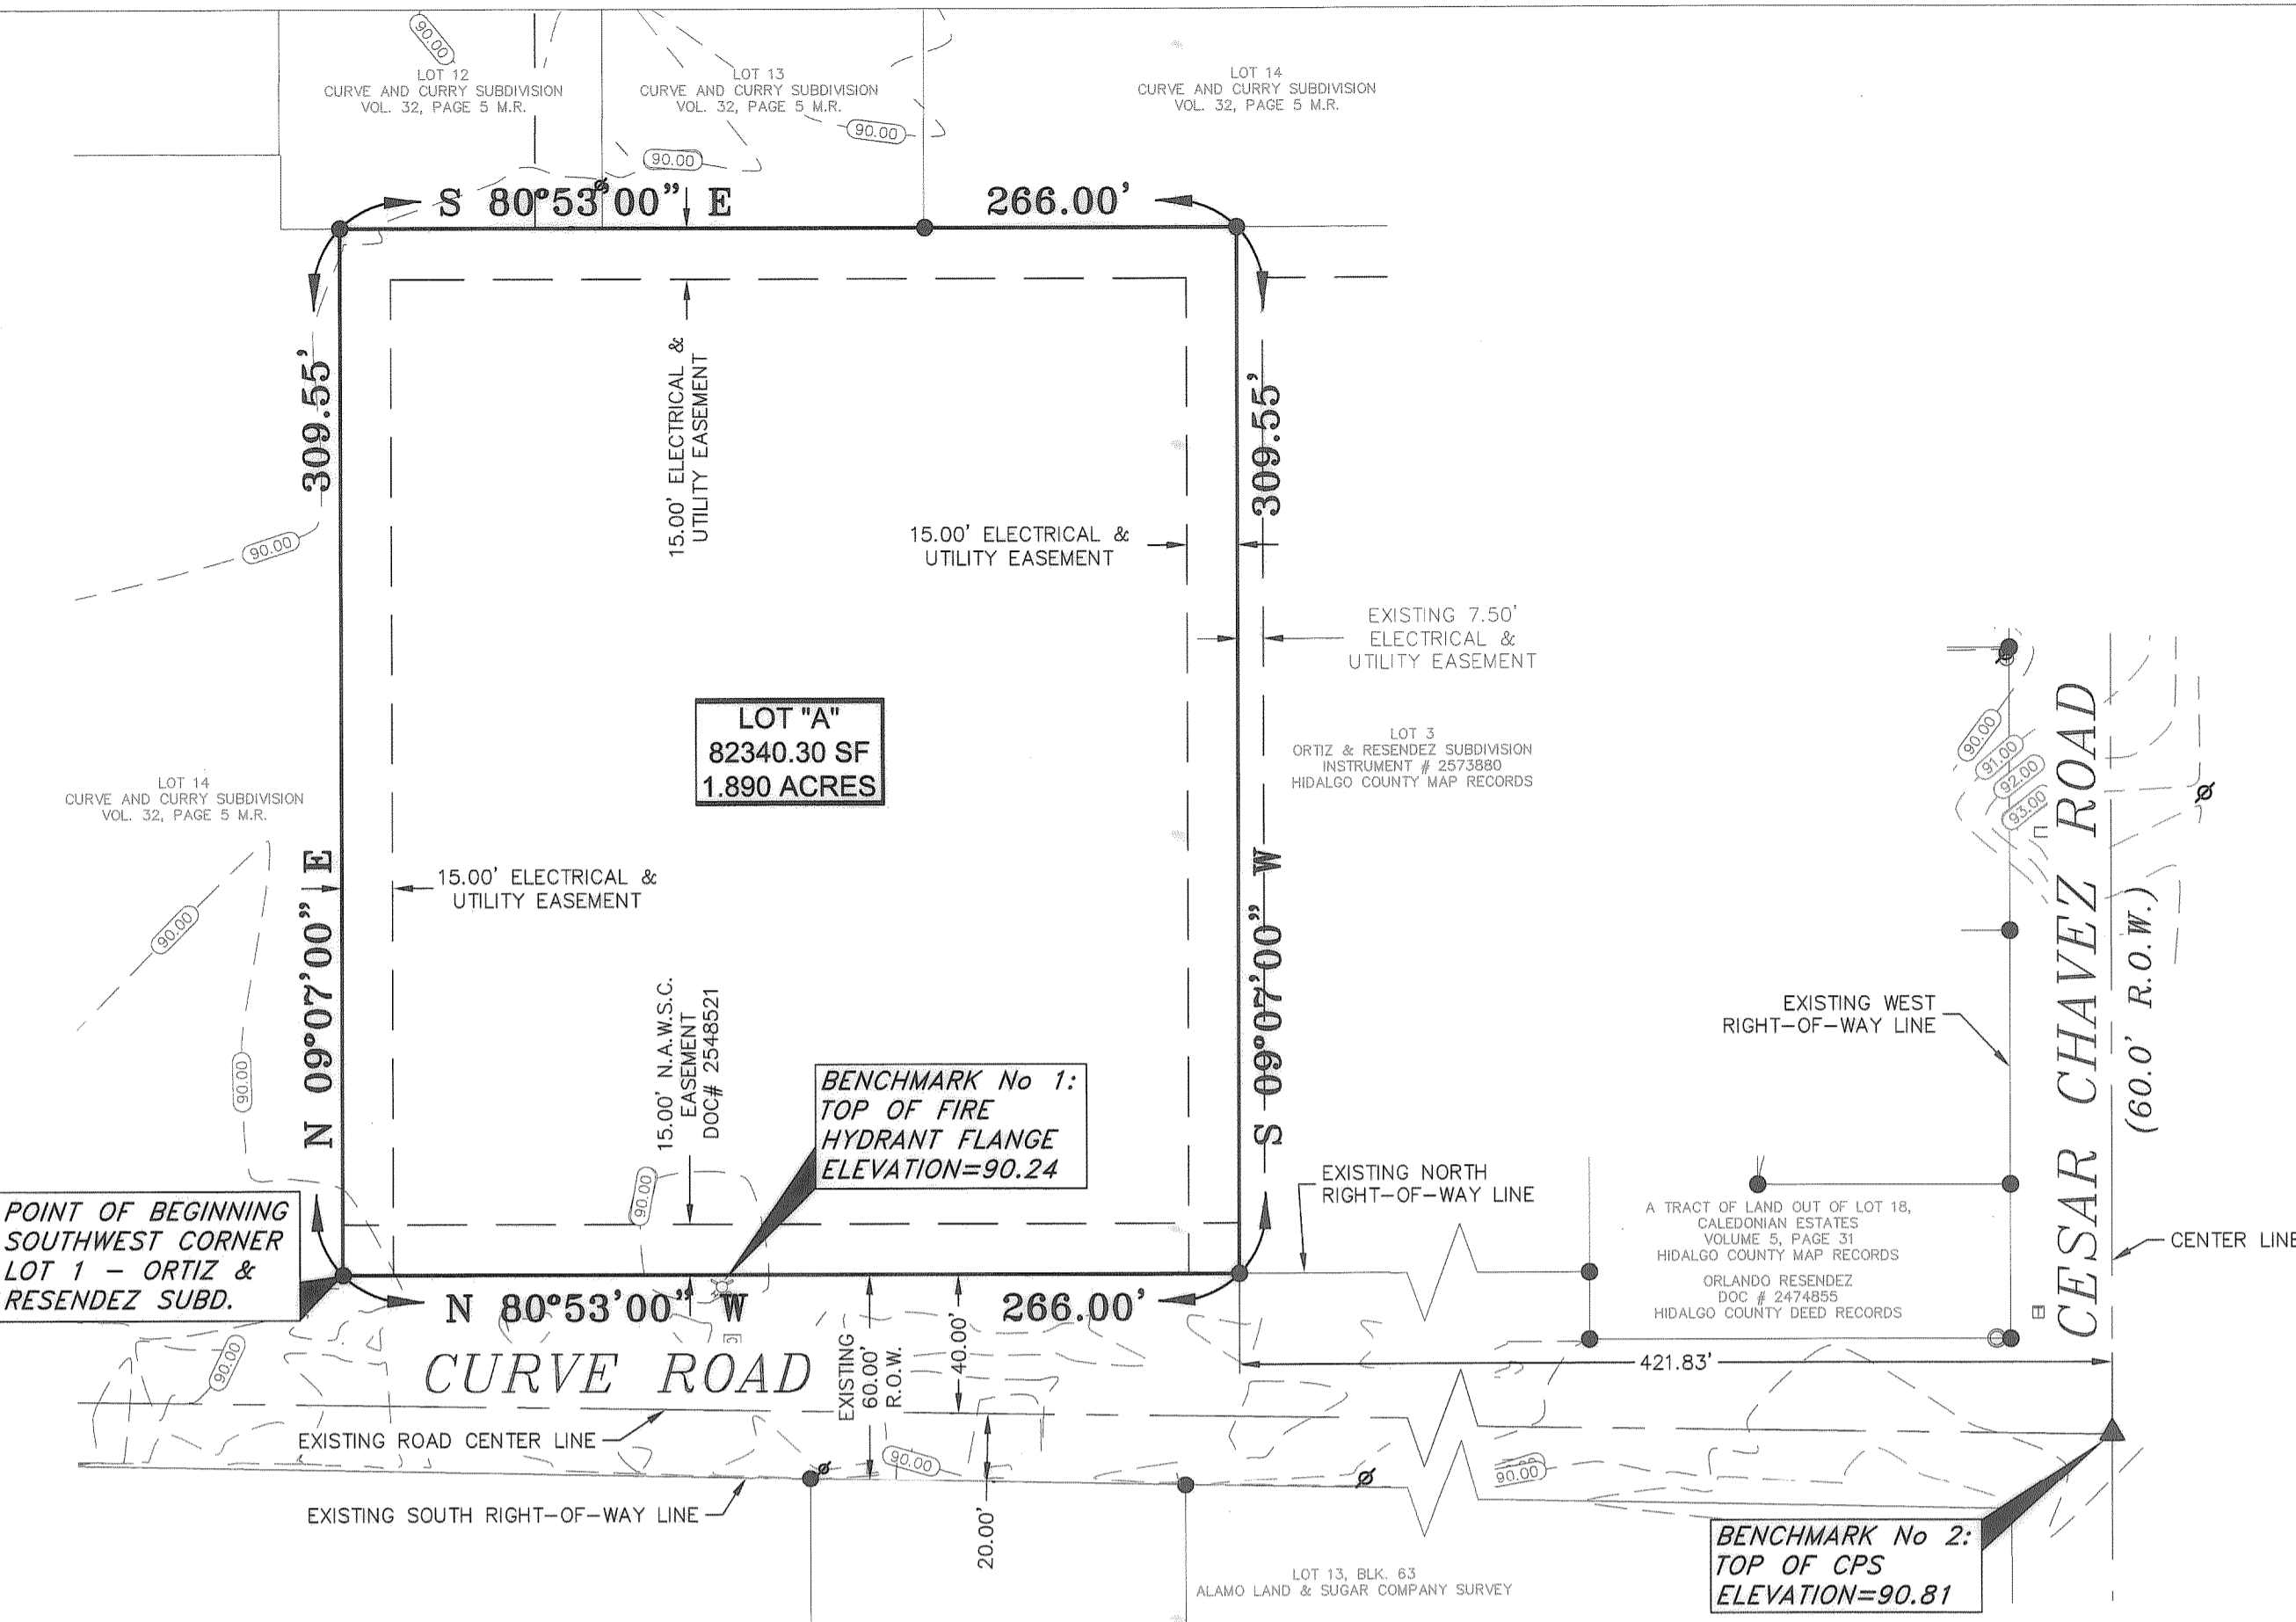 90.00
LOT 12
CURVE AND CURRY SUBDIVISION
VOL. 32, PAGE 5 M.R.
LOT 13
CURVE AND CURRY SUBDIVISION
VOL. 32, PAGE 5 M.R.
LOT 14
CURVE AND CURRY SUBDIVISION
VOL. 32, PAGE 5 M.R.
90.00
90.00
S 80°53'00" E
266.00'
309.55'
15.00' ELECTRICAL &
UTILITY EASEMENT
309.55'
15.00' ELECTRICAL &
UTILITY EASEMENT
90.00
EXISTING 7.50'
ELECTRICAL &
UTILITY EASEMENT
LOT "A"
82340.30 SF
1.890 ACRES
LOT 3
ORTIZ & RESENDEZ SUBDIVISION
INSTRUMENT # 2573880
HIDALGO COUNTY MAP RECORDS
90.00
91.00
92.00
93.00
CESAR CHAVEZ ROAD
(60.0' R.O.W.)
LOT 14
CURVE AND CURRY SUBDIVISION
VOL. 32, PAGE 5 M.R.
N 09°07'00" E
15.00' ELECTRICAL &
UTILITY EASEMENT
S 09°07'00" W
90.00
90.00
15.00' N.A.W.S.C.
EASEMENT
DOC# 2548521
EXISTING WEST
RIGHT-OF-WAY LINE
BENCHMARK No 1:
TOP OF FIRE
HYDRANT FLANGE
ELEVATION=90.24
90.00
EXISTING NORTH
RIGHT-OF-WAY LINE
POINT OF BEGINNING
SOUTHWEST CORNER
LOT 1 - ORTIZ &
RESENDEZ SUBD.
A TRACT OF LAND OUT OF LOT 18,
CALEDONIAN ESTATES
VOLUME 5, PAGE 31
HIDALGO COUNTY MAP RECORDS
ORLANDO RESENDEZ
DOC # 2474855
HIDALGO COUNTY DEED RECORDS
CENTER LINE
N 80°53'00" W
266.00'
90.00
CURVE ROAD
EXISTING
60.00'
R.O.W.
40.00'
421.83'
EXISTING ROAD CENTER LINE
90.00
90.00
EXISTING SOUTH RIGHT-OF-WAY LINE
20.00'
LOT 13, BLK. 63
ALAMO LAND & SUGAR COMPANY SURVEY
BENCHMARK No 2:
TOP OF CPS
ELEVATION=90.81